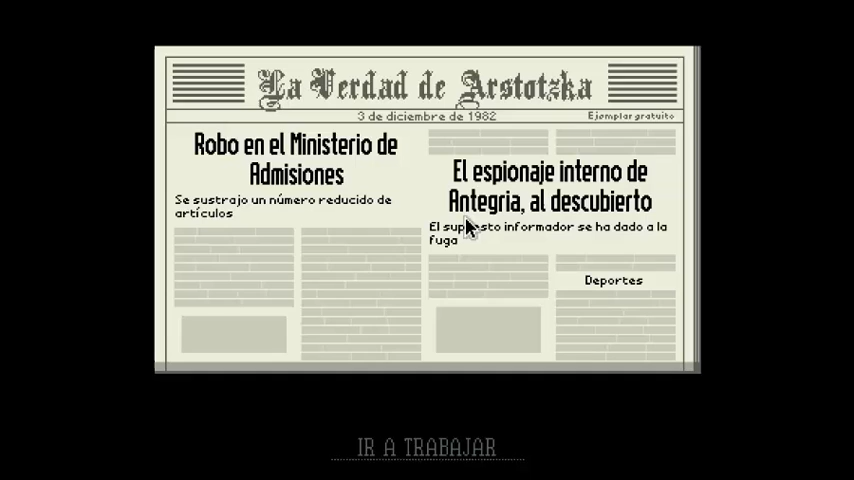 La Verdad de Arstotzka
3 de diciembre de 1982
Ejemplar gratuito
Robo en el Ministerio de
Admisiones
Se sustrajo un número reducido de
artículos
El espionaje interno de
Antegria, al descubierto
El supuesto informador se ha dado a la
fuga
Deportes
IR A TRABAJAR